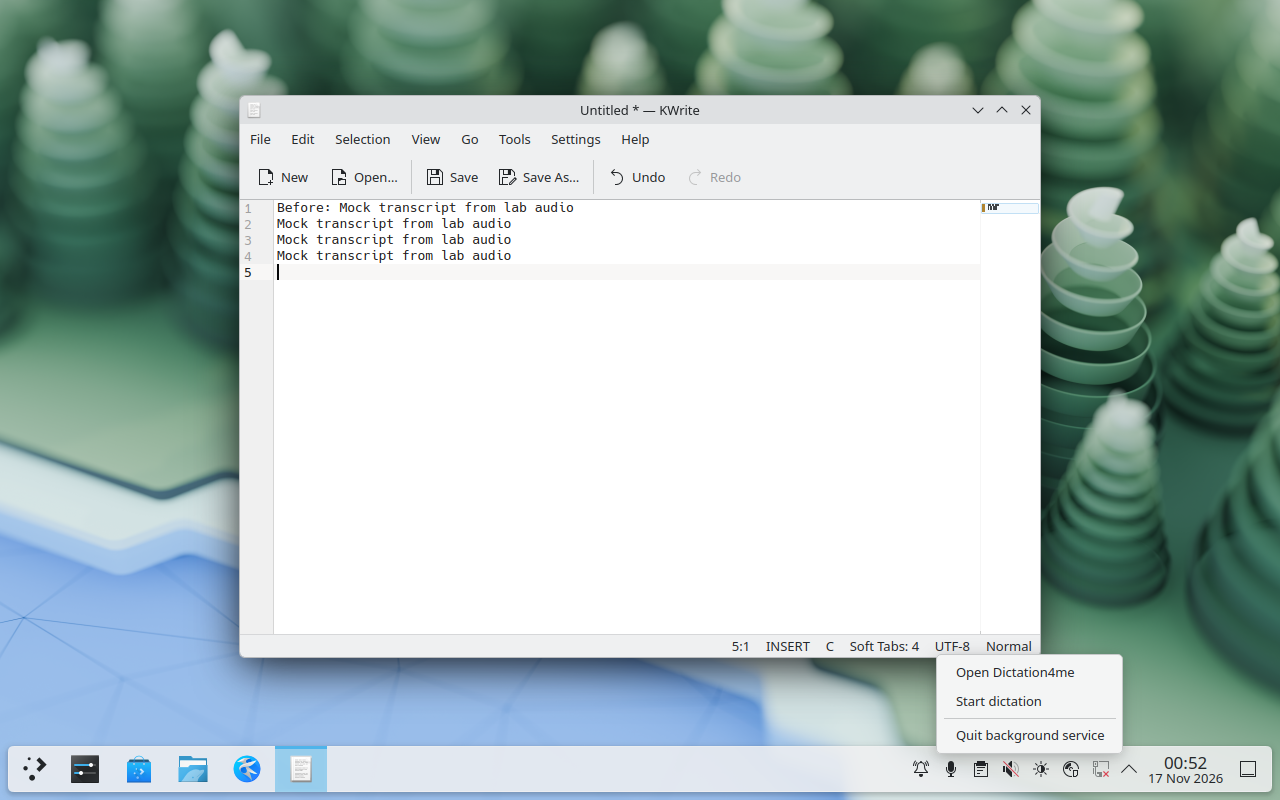 Untitled * — KWrite
File Edit Selection View Go Tools Settings Help
New Open... Save Save As... Undo Redo
1 Before: Mock transcript from lab audio
2 Mock transcript from lab audio
3 Mock transcript from lab audio
4 Mock transcript from lab audio
5
5:1 INSERT C Soft Tabs: 4 UTF-8 Normal
Open Dictation4me
Start dictation
Quit background service
00:52
17 Nov 2026